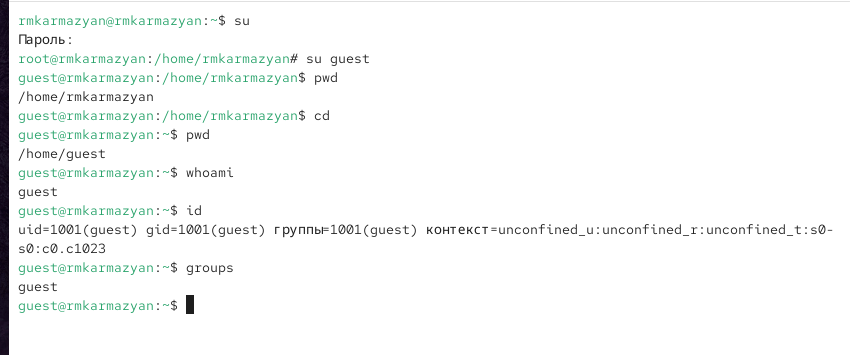 rmkarmazyan@rmkarmazyan:~$ su
Пароль:
root@rmkarmazyan:/home/rmkarmazyan# su guest
guest@rmkarmazyan:/home/rmkarmazyan$ pwd
/home/rmkarmazyan
guest@rmkarmazyan:/home/rmkarmazyan$ cd
guest@rmkarmazyan:~$ pwd
/home/guest
guest@rmkarmazyan:~$ whoami
guest
guest@rmkarmazyan:~$ id
uid=1001(guest) gid=1001(guest) группы=1001(guest) контекст=unconfined_u:unconfined_r:unconfined_t:s0-
s0:c0.c1023
guest@rmkarmazyan:~$ groups
guest
guest@rmkarmazyan:~$